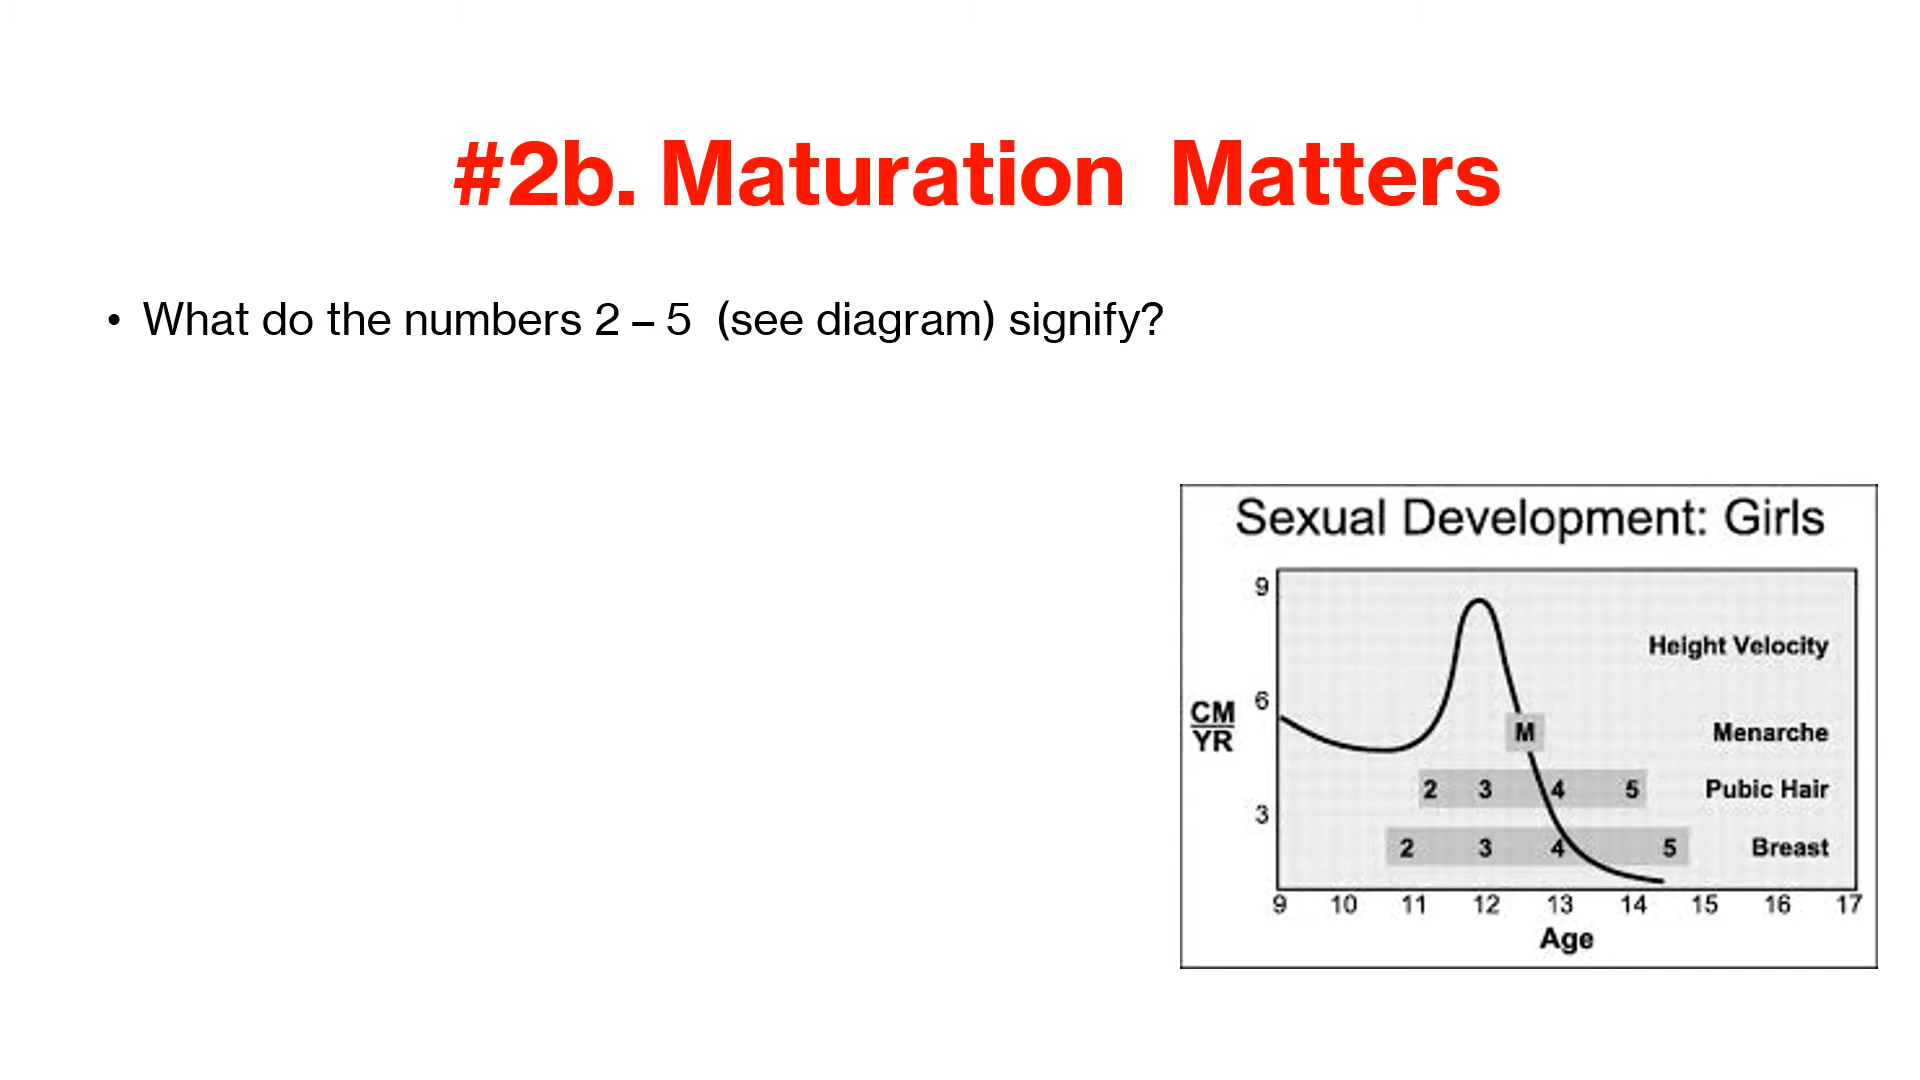 #2b. Maturation  Matters
• What do the numbers 2 – 5  (see diagram) signify?
Sexual Development: Girls
9
Height Velocity
6
CM
YR
M
Menarche
2 3 4 5 Pubic Hair
3
2 3 4 5 Breast
9 10 11 12 13 14 15 16 17
Age